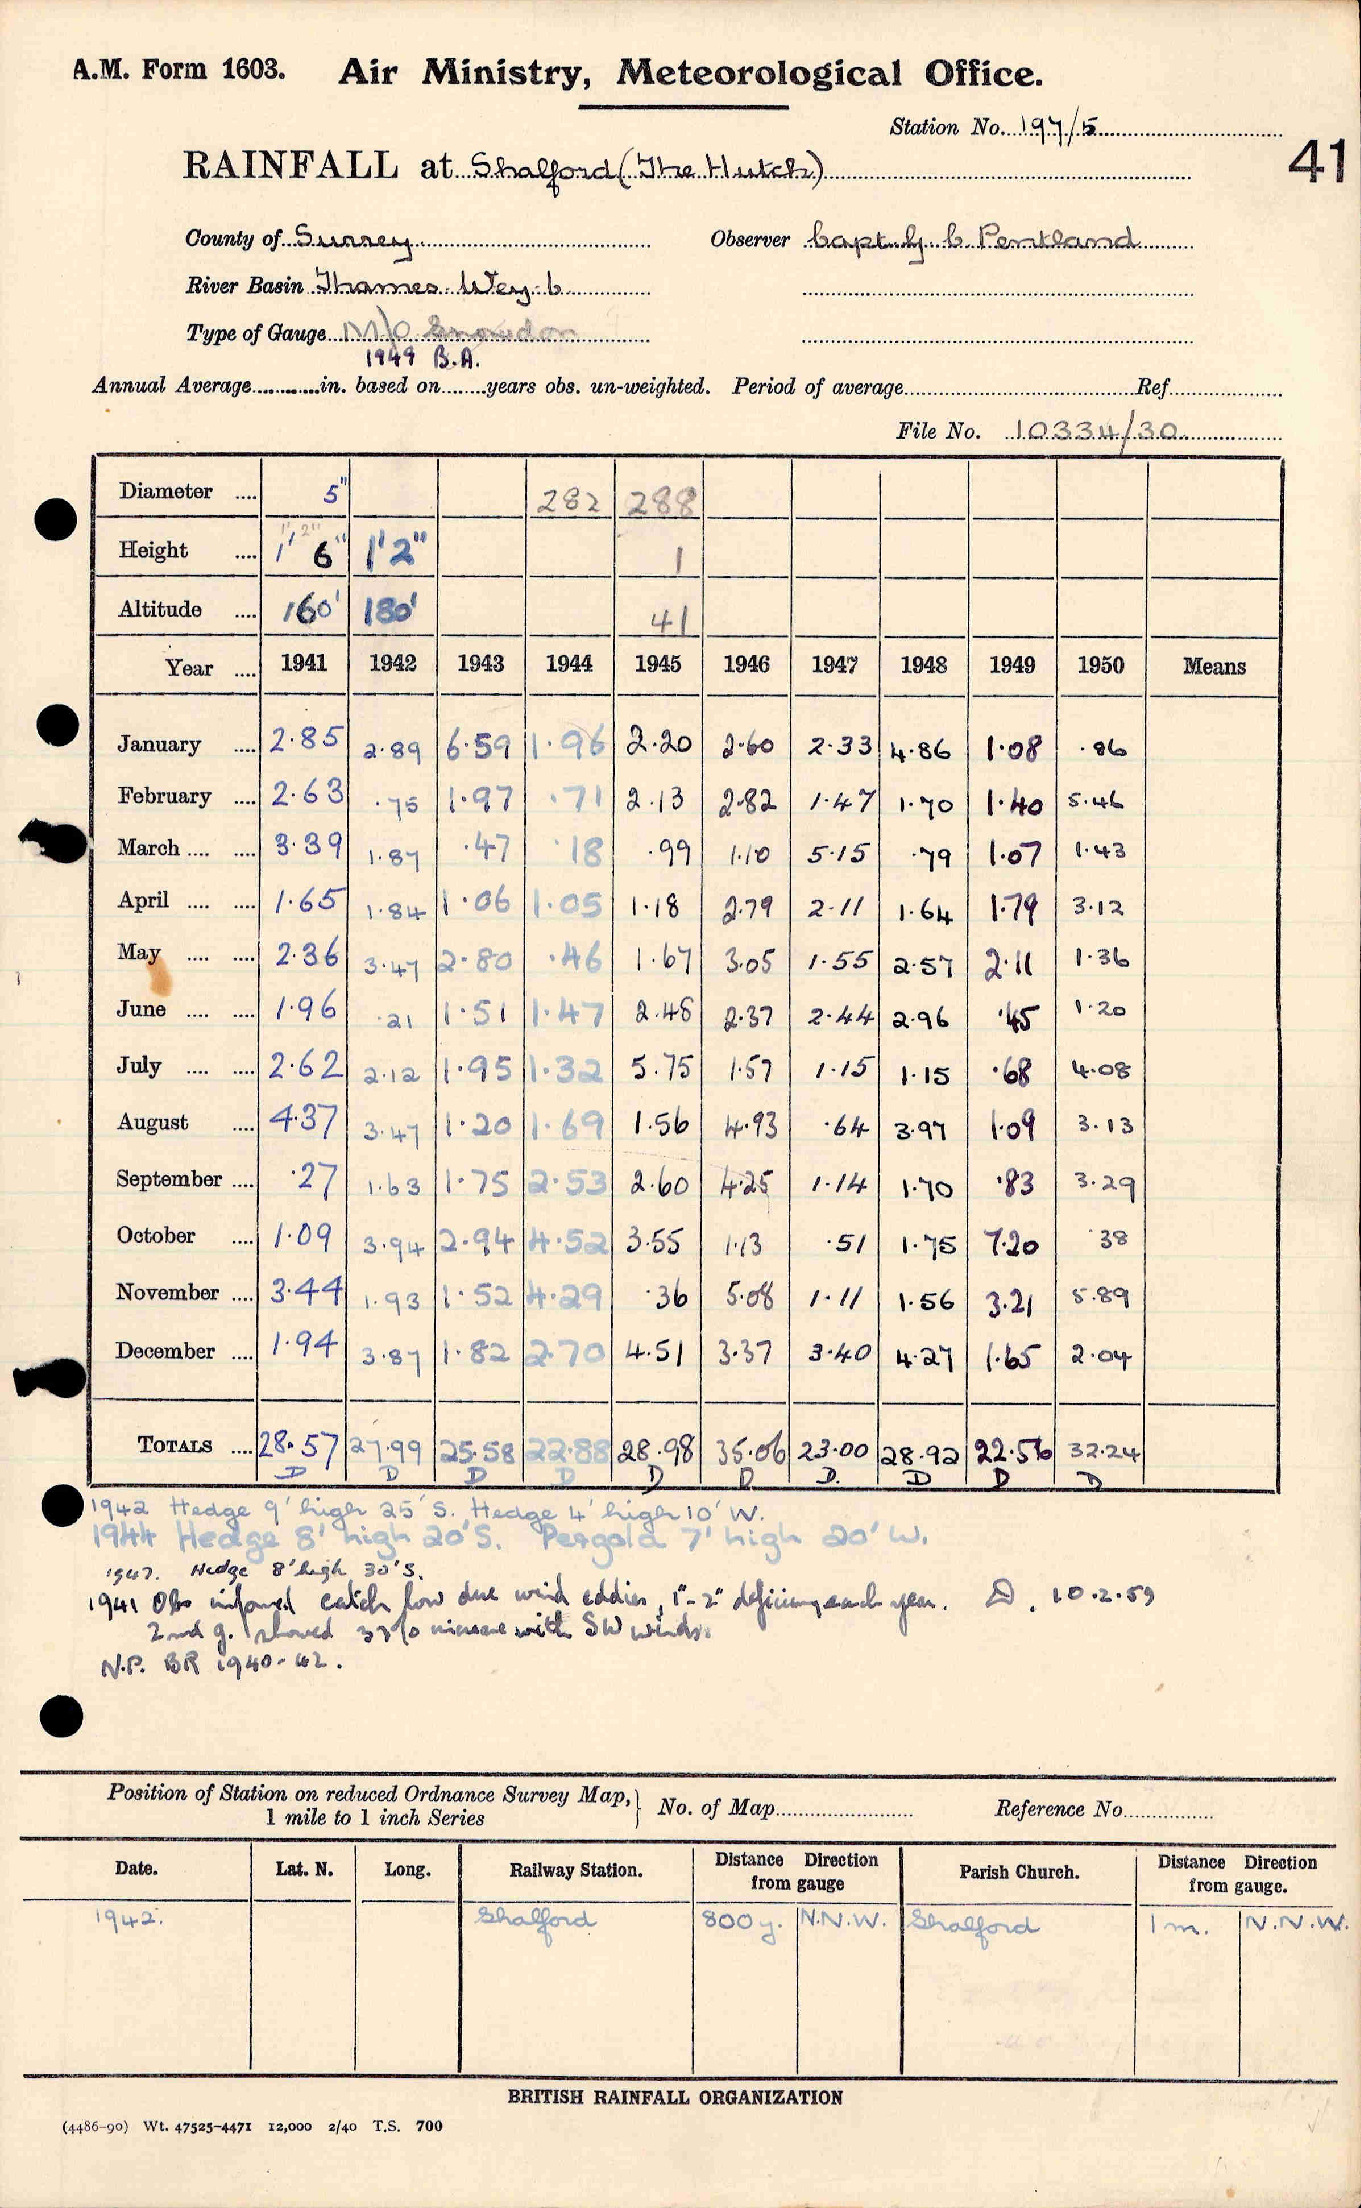 A.M. Form 1603. Air Ministry, Meteorological Office.
Station No. 197/5
41
RAINFALL at Shalford (The Hutch)
County of Surrey Observer Capt. G. C Pentland
River Basin Thames Wey. b
Type of Gauge M/O Snowdon
1949 B.A.
Annual Average in. based on years obs. un-weighted. Period of average Ref
File No. 10334/30
Diameter 5" 282 288
1'2"
Height 1' 6" 1'2" 1
Altitude 160' 180' 41
Year 1941 1942 1943 1944 1945 1946 1947 1948 1949 1950 Means
January 2.85 2.89 6.59 1.96 2.20 2.60 2.33 4.86 1.08 .86
February 2.63 .75 1.97 .71 2.13 2.82 1.47 1.70 1.40 5.46
March 3.39 1.87 .47 .18 .99 1.10 5.15 .79 1.07 1.43
April 1.65 1.84 1.06 1.05 1.18 2.79 2.11 1.64 1.79 3.12
May 2.36 3.47 2.80 .46 1.67 3.05 1.55 2.57 2.11 1.36
June 1.96 .21 1.51 1.47 2.48 2.37 2.44 2.96 .45 1.20
July 2.62 2.12 1.95 1.32 5.75 1.57 1.15 1.15 .68 4.08
August 4.37 3.47 1.20 1.69 1.56 4.93 .64 3.97 1.09 3.13
September .27 1.63 1.75 2.53 2.60 4.25 1.14 1.70 .83 3.29
October 1.09 3.94 2.94 4.52 3.55 1.13 .51 1.75 7.20 .38
November 3.44 1.93 1.52 4.29 .36 5.08 1.11 1.56 3.21 5.89
December 1.94 3.87 1.82 2.70 4.51 3.37 3.40 4.27 1.65 2.04
TOTALS 28.57 27.99 25.58 22.88 28.98 35.06 23.00 28.92 22.56 32.24
D D D D D D D. D D D
1942 Hedge 9' high 25' S. Hedge 4' high 10' W.
1944 Hedge 8' high 20' S. Pergola 7' high 20' W.
1947. Hedge 8' high 30' S.
1941 Obs informed catch low due wind eddies, 1"-2" deficiency each year. D. 10.2.59
2nd g. showed increase with SW winds.
N.P. BR 1940-42.
Position of Station on reduced Ordnance Survey Map, 1 mile to 1 inch Series No. of Map Reference No
Date. Lat. N. Long. Railway Station. Distance Direction from gauge Parish Church. Distance Direction from gauge.
1942. Shalford 800 y. N.N.W. Shalford 1 m. N.N.W.
BRITISH RAINFALL ORGANIZATION
(4486-90) Wt. 47525-4471 12,000 2/40 T.S. 700